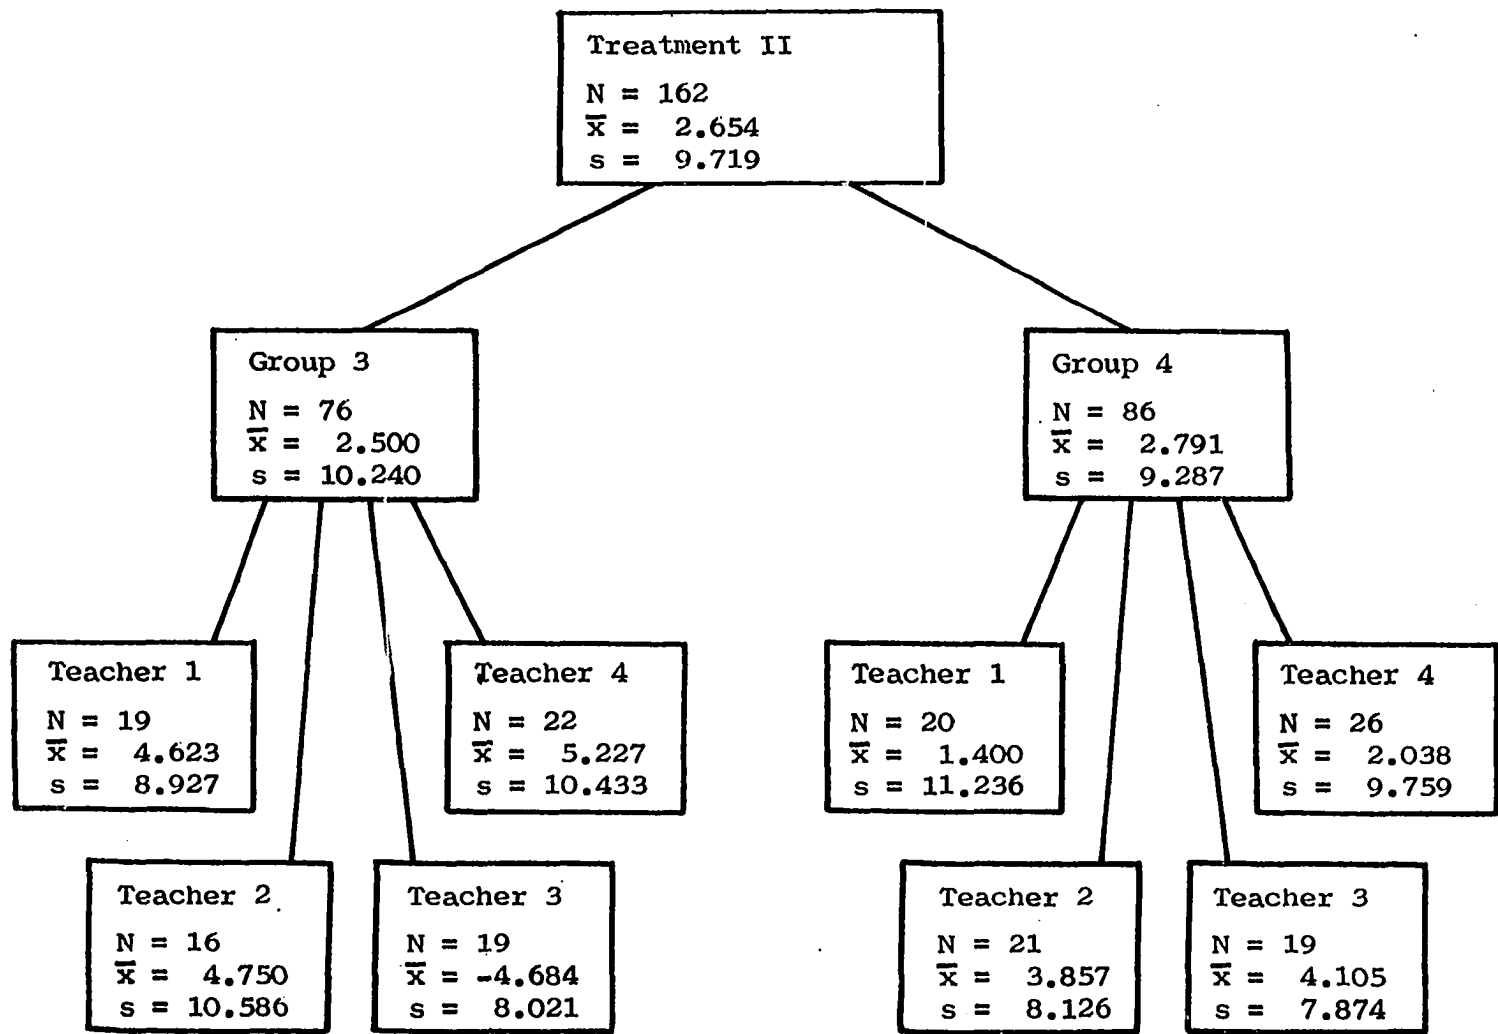 Treatment II
N = 162
x̄ = 2.654
s = 9.719
Group 3
N = 76
x̄ = 2.500
s = 10.240
Group 4
N = 86
x̄ = 2.791
s = 9.287
Teacher 1
N = 19
x̄ = 4.623
s = 8.927
Teacher 4
N = 22
x̄ = 5.227
s = 10.433
Teacher 1
N = 20
x̄ = 1.400
s = 11.236
Teacher 4
N = 26
x̄ = 2.038
s = 9.759
Teacher 2
N = 16
x̄ = 4.750
s = 10.586
Teacher 3
N = 19
x̄ = -4.684
s = 8.021
Teacher 2
N = 21
x̄ = 3.857
s = 8.126
Teacher 3
N = 19
x̄ = 4.105
s = 7.874